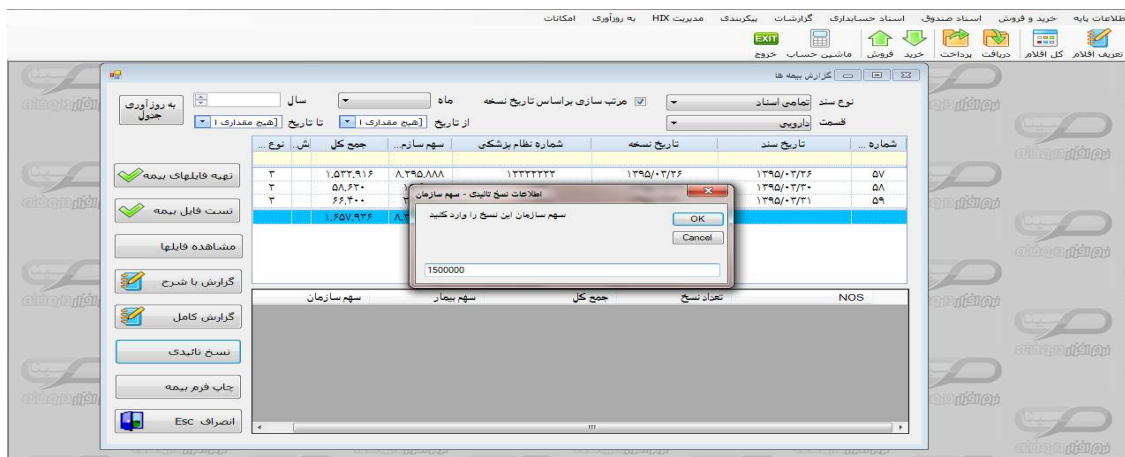 اطلاعات پایه خرید و فروش اسناد صندوق اسناد حسابداری گزارشات پیکربندی مدیریت HIX به روزآوری امکانات
تعریف اقلام کل اقلام دریافت پرداخت خرید فروش ماشین حساب خروج
EXIT
گزارش بیمه ها
نوع سند تمامی اسناد مرتب سازی براساس تاریخ نسخه ماه سال
به روزآوری جدول
قسمت دارویی از تاریخ [هیچ مقداری ا تا تاریخ [هیچ مقداری ا
شماره ... تاریخ سند تاریخ نسخه شماره نظام پزشکی سهم سازم... جمع کل ش.. نوع ...
۵۷ ۱۳۹۵/۰۳/۲۶ ۱۳۹۵/۰۳/۲۶ ۱۲۲۲۲۲۲۲ ۸,۲۹۵,۸۸۸ ۱,۵۳۲,۹۱۶ ۳
۵۸ ۱۳۹۵/۰۳/۳۰ ۵۸,۶۲۰ ۳
۵۹ ۱۳۹۵/۰۳/۳۱ ۶۶,۴۰۰ ۳
۱,۶۵۷,۹۳۶
اطلاعات نسخ تائیدی - سهم سازمان
سهم سازمان این نسخ را وارد کنید
OK
Cancel
1500000
NOS تعداد نسخ جمع کل سهم بیمار سهم سازمان
تهیه فایلهای بیمه
تست فایل بیمه
مشاهده فایلها
گزارش با شرح
گزارش کامل
نسخ تائیدی
چاپ فرم بیمه
انصراف Esc